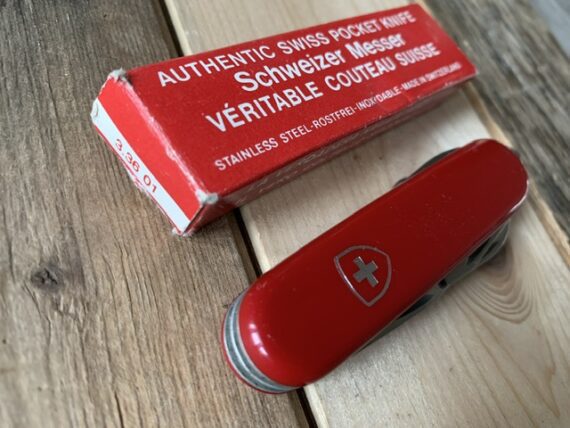 AUTHENTIC SWISS POCKET KNIFE
Schweizer Messer
VÉRITABLE COUTEAU SUISSE
STAINLESS STEEL-ROSTFREI-INOXYDABLE-MADE IN SWITZERLAND
3.36 01